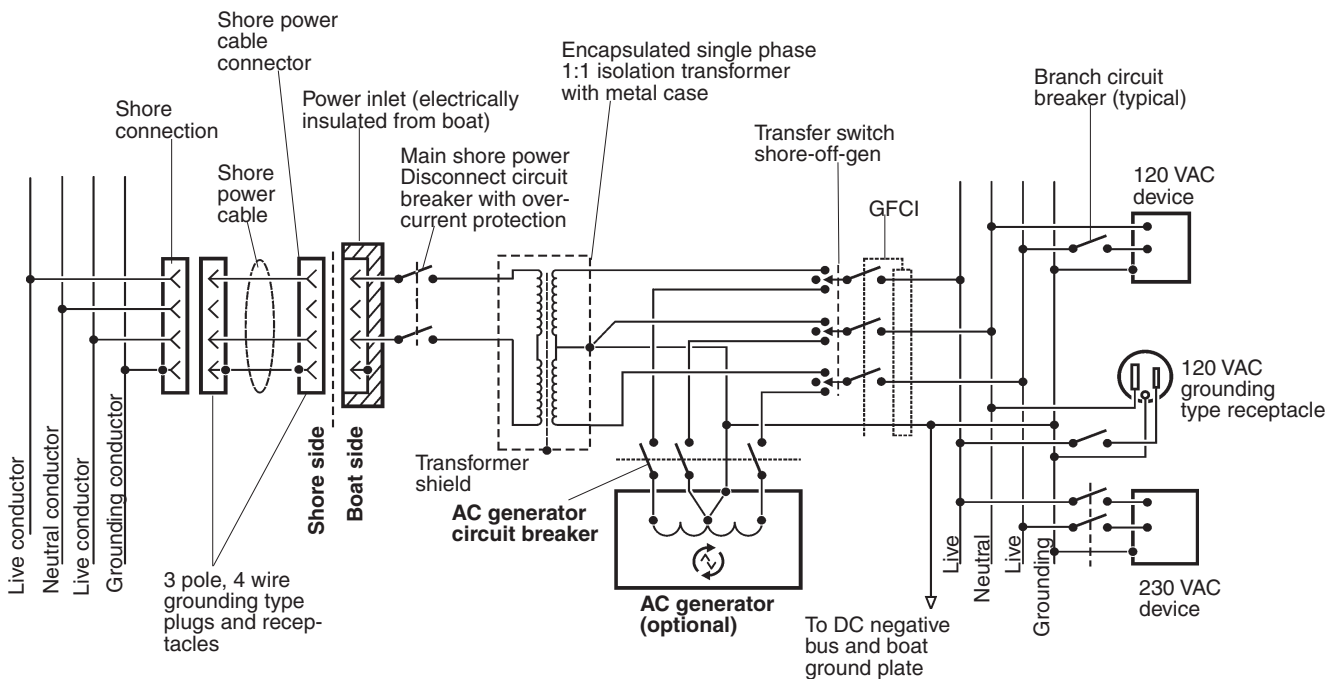 Shore power
cable
connector
Encapsulated single phase
1:1 isolation transformer
with metal case
Branch circuit
breaker (typical)
Shore
connection
Power inlet (electrically
insulated from boat)
Transfer switch
shore-off-gen
Shore
power
cable
Main shore power
Disconnect circuit
breaker with over-
current protection
GFCI
120 VAC
device
120 VAC
grounding
type receptacle
Transformer
shield
Shore side
Boat side
AC generator
circuit breaker
Live conductor
Neutral conductor
Live conductor
Grounding conductor
3 pole, 4 wire
grounding type
plugs and recep-
tacles
AC generator
(optional)
To DC negative
bus and boat
ground plate
Live
Neutral
Live
Grounding
230 VAC
device